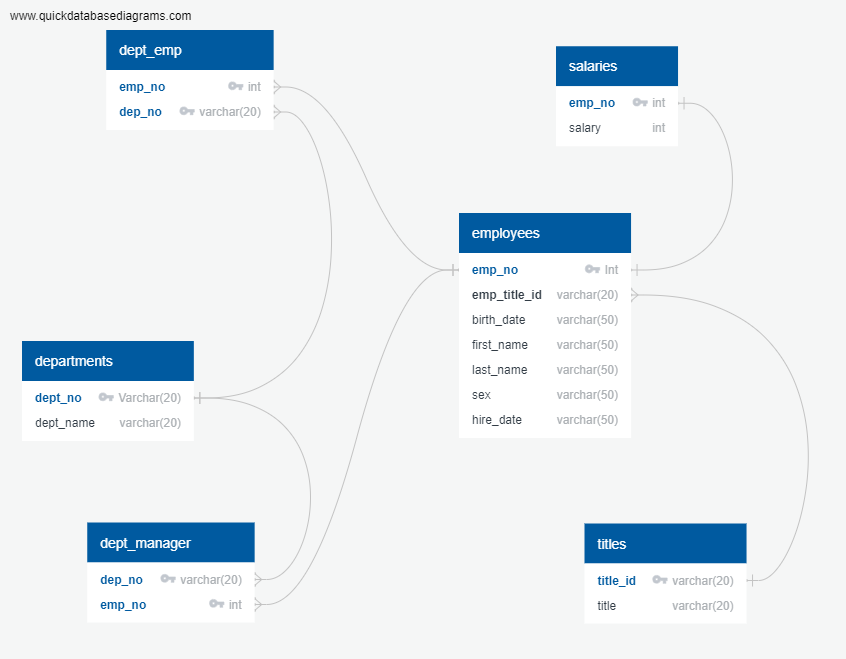 www.quickdatabasediagrams.com
dept_emp
emp_no int
dep_no varchar(20)
salaries
emp_no int
salary int
employees
emp_no Int
emp_title_id varchar(20)
birth_date varchar(50)
first_name varchar(50)
last_name varchar(50)
sex varchar(50)
hire_date varchar(50)
departments
dept_no Varchar(20)
dept_name varchar(20)
dept_manager
dep_no varchar(20)
emp_no int
titles
title_id varchar(20)
title varchar(20)